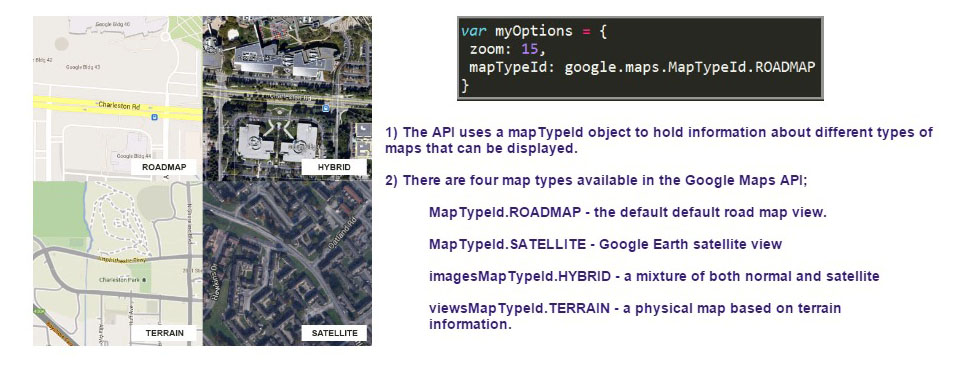 Google Bldg 40
Bldg 42
Google Bldg 43
Charleston Rd
Google Bldg 44
ROADMAP
Charleston Rd
HYBRID
Charleston Park
TERRAIN
Hawkins D
SATELLITE
var myOptions = {
zoom: 15,
mapTypeId: google.maps.MapTypeId.ROADMAP
}
1) The API uses a mapTypeId object to hold information about different types of
maps that can be displayed.
2) There are four map types available in the Google Maps API;
MapTypeId.ROADMAP - the default default road map view.
MapTypeId.SATELLITE - Google Earth satellite view
imagesMapTypeId.HYBRID - a mixture of both normal and satellite
viewsMapTypeId.TERRAIN - a physical map based on terrain
information.